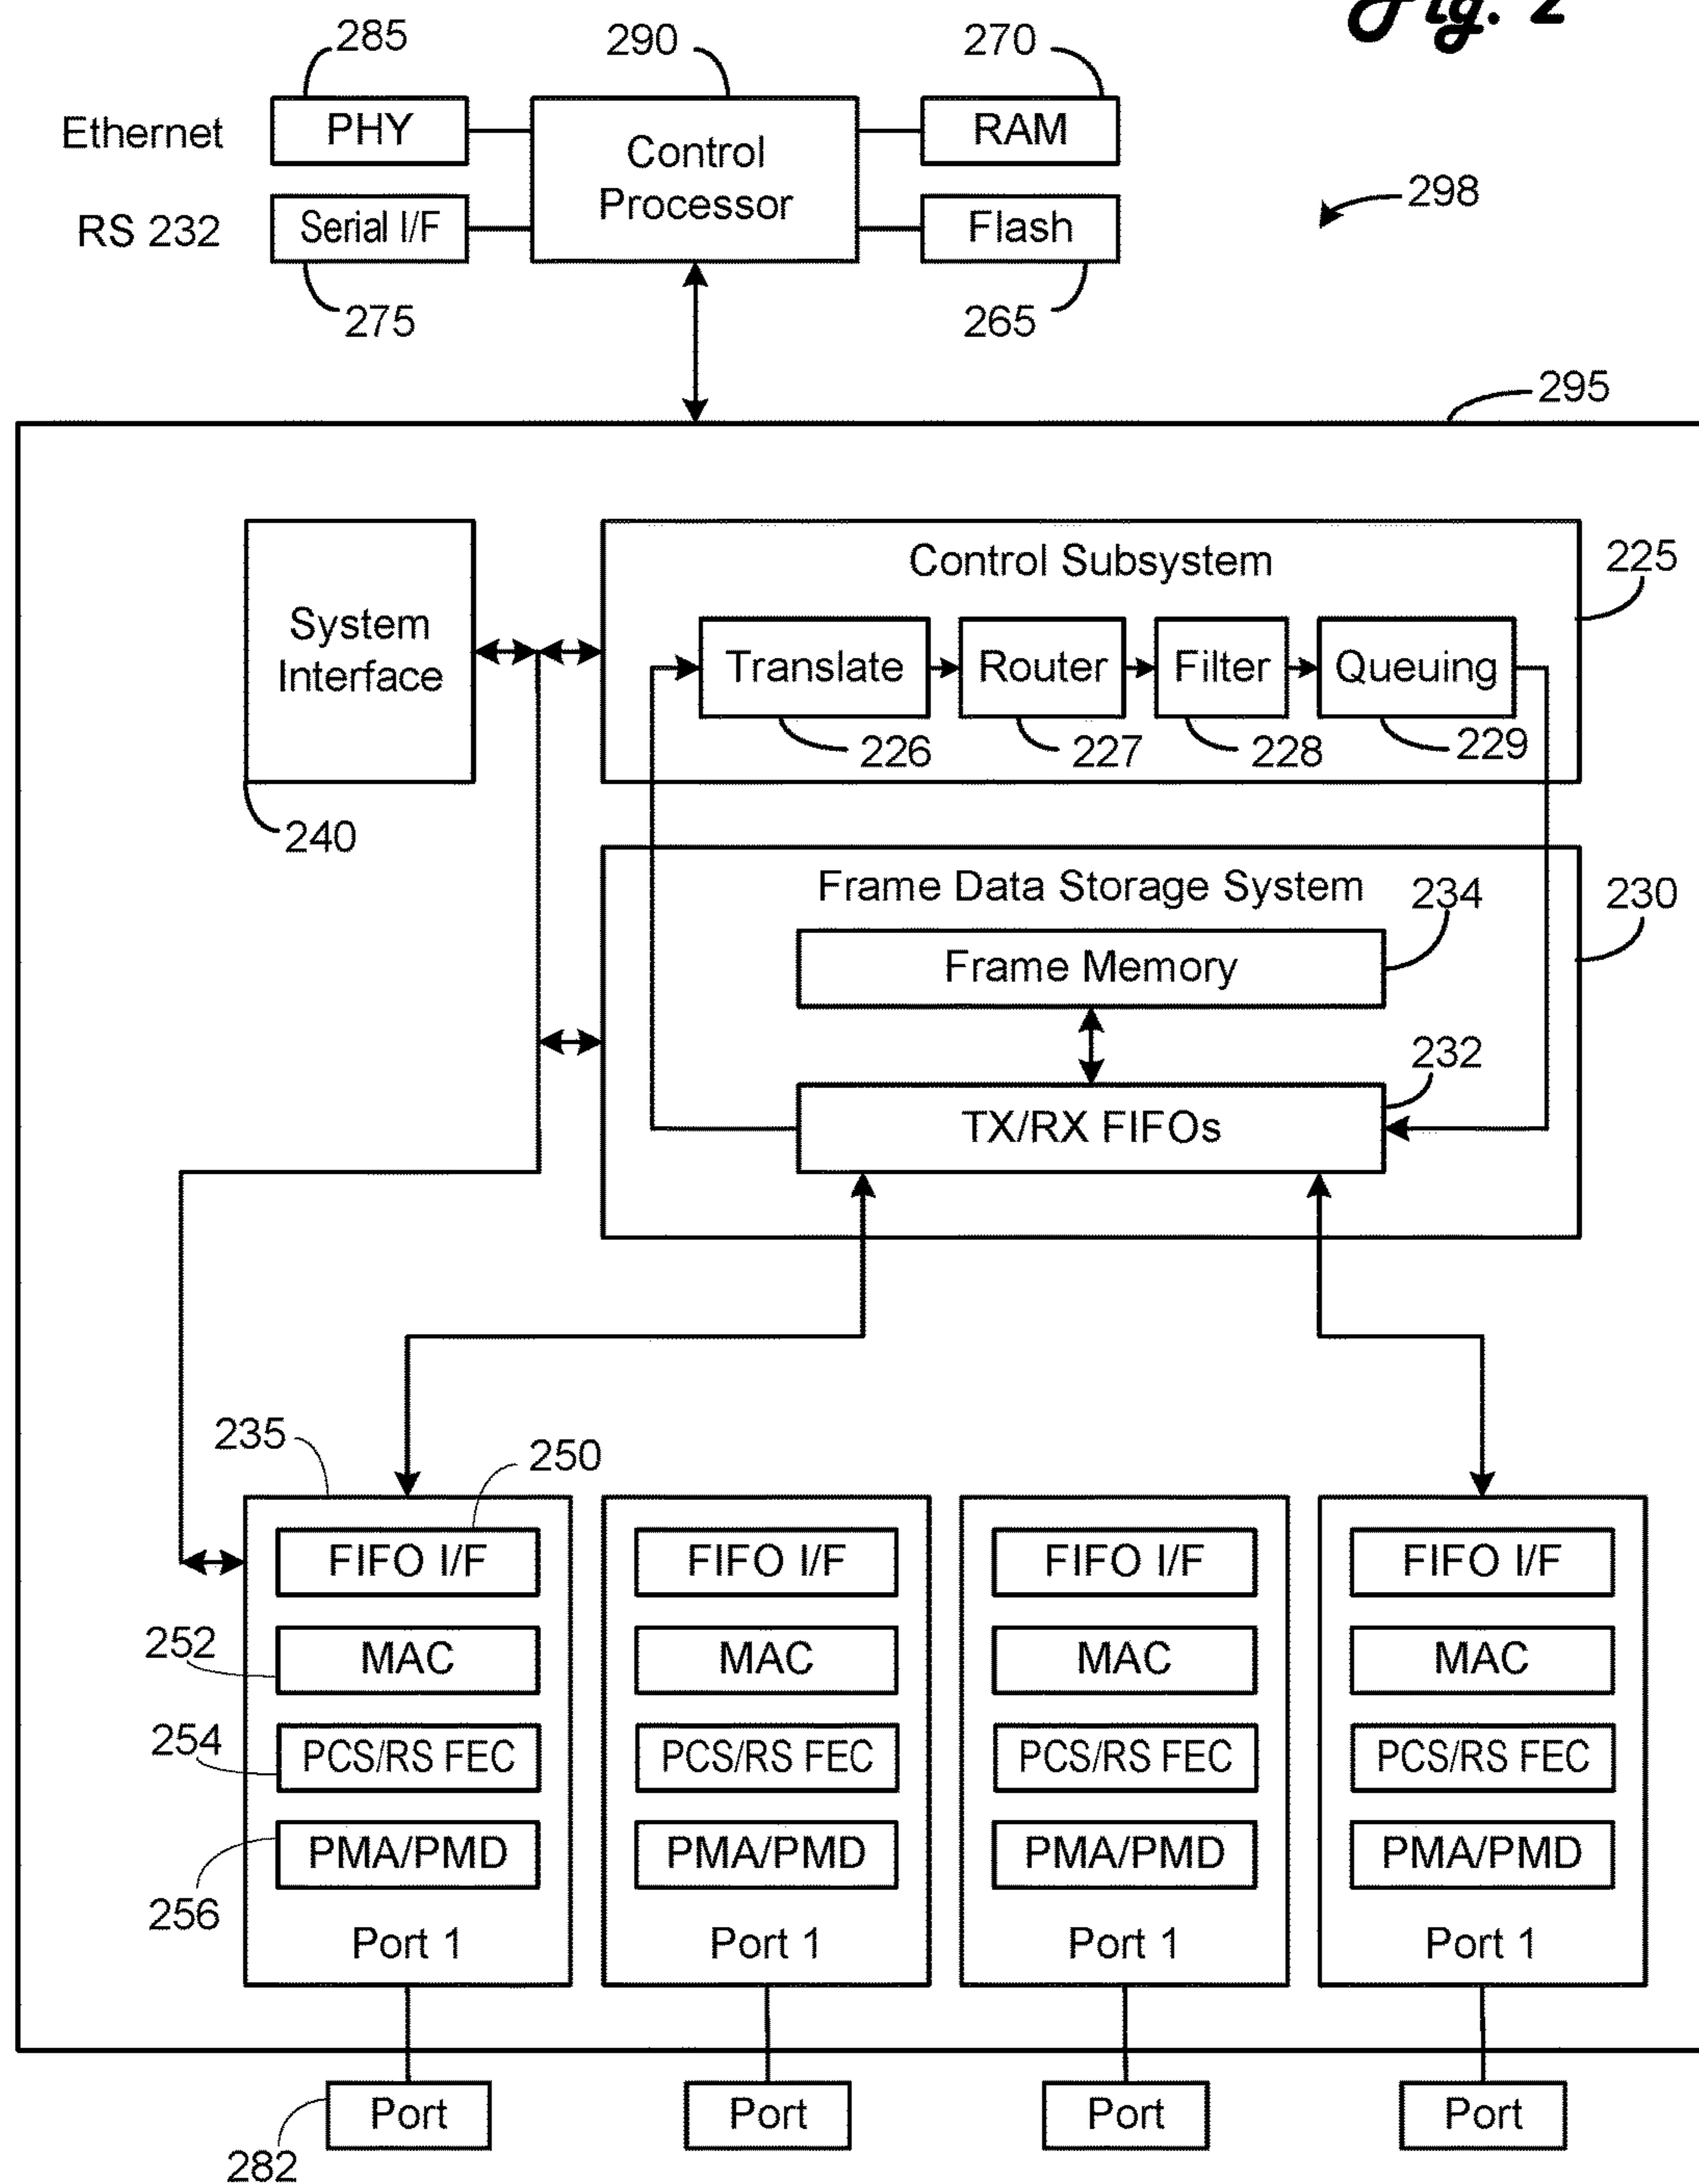 Fig. 2
285
290
270
Ethernet
PHY
Control
Processor
RAM
RS 232
Serial I/F
Flash
298
275
265
295
System
Interface
240
Control Subsystem
225
Translate
Router
Filter
Queuing
226
227
228
229
Frame Data Storage System
234
230
Frame Memory
232
TX/RX FIFOs
235
250
FIFO I/F
FIFO I/F
FIFO I/F
FIFO I/F
252
MAC
MAC
MAC
MAC
254
PCS/RS FEC
PCS/RS FEC
PCS/RS FEC
PCS/RS FEC
256
PMA/PMD
PMA/PMD
PMA/PMD
PMA/PMD
Port 1
Port 1
Port 1
Port 1
Port
Port
Port
Port
282